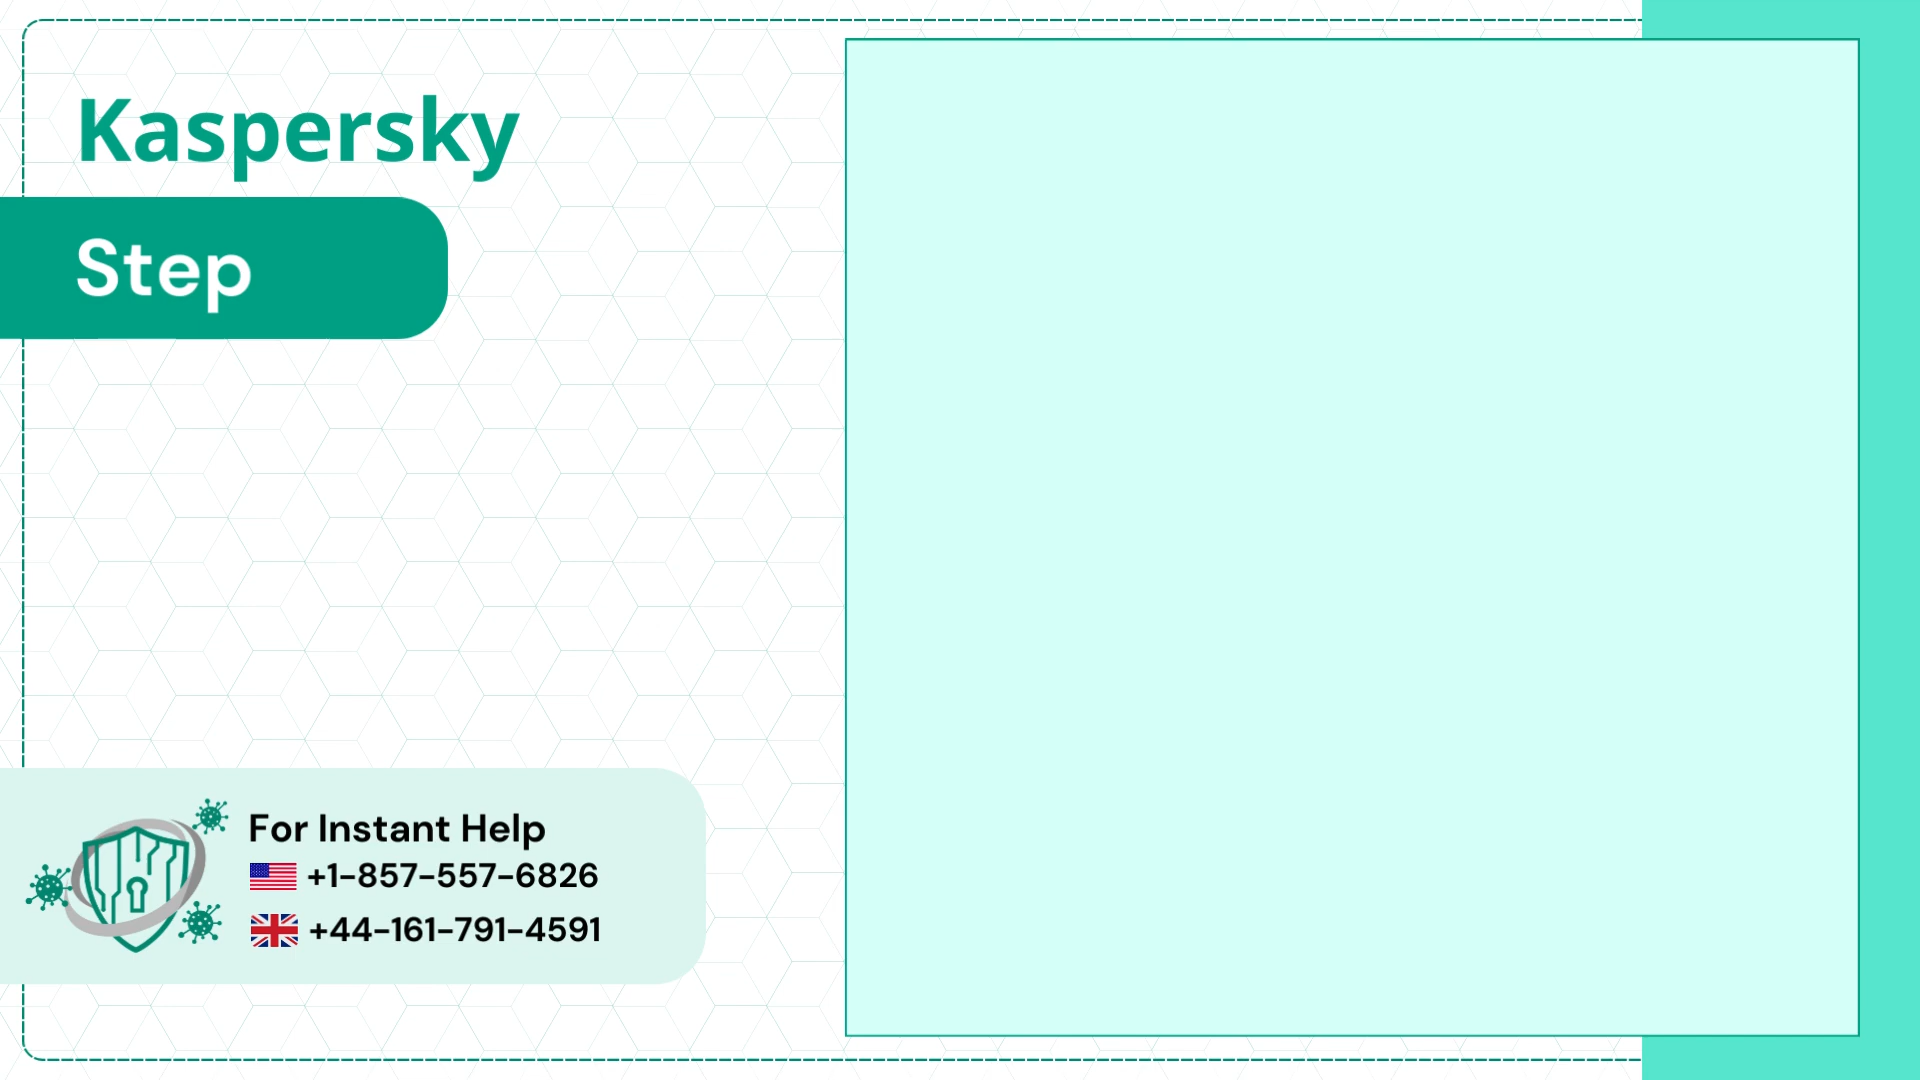 Kaspersky
Step
For Instant Help
+1-857-557-6826
+44-161-791-4591